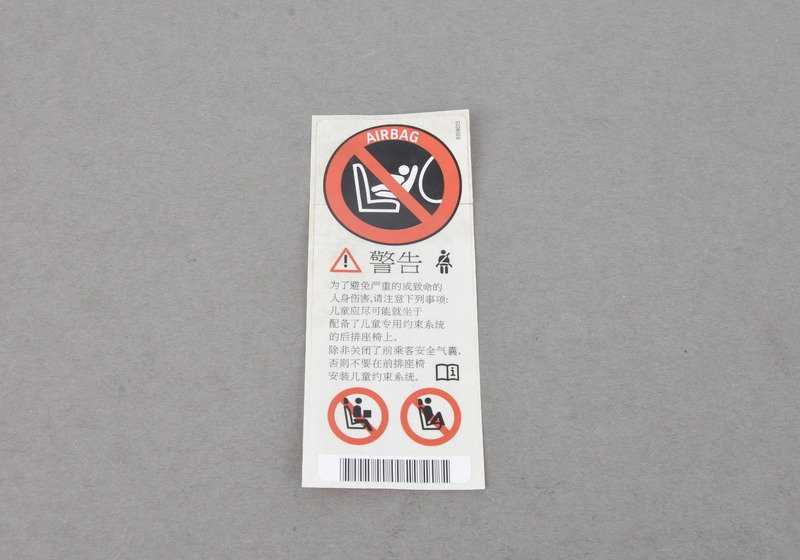 AIRBAG
警告
为了避免严重的或致命的
人身伤害,请注意下列事项:
儿童应尽可能就坐于
配备了儿童专用约束系统
的后排座椅上。
除非关闭了前乘客安全气囊,
否则不要在前排座椅
安装儿童约束系统。